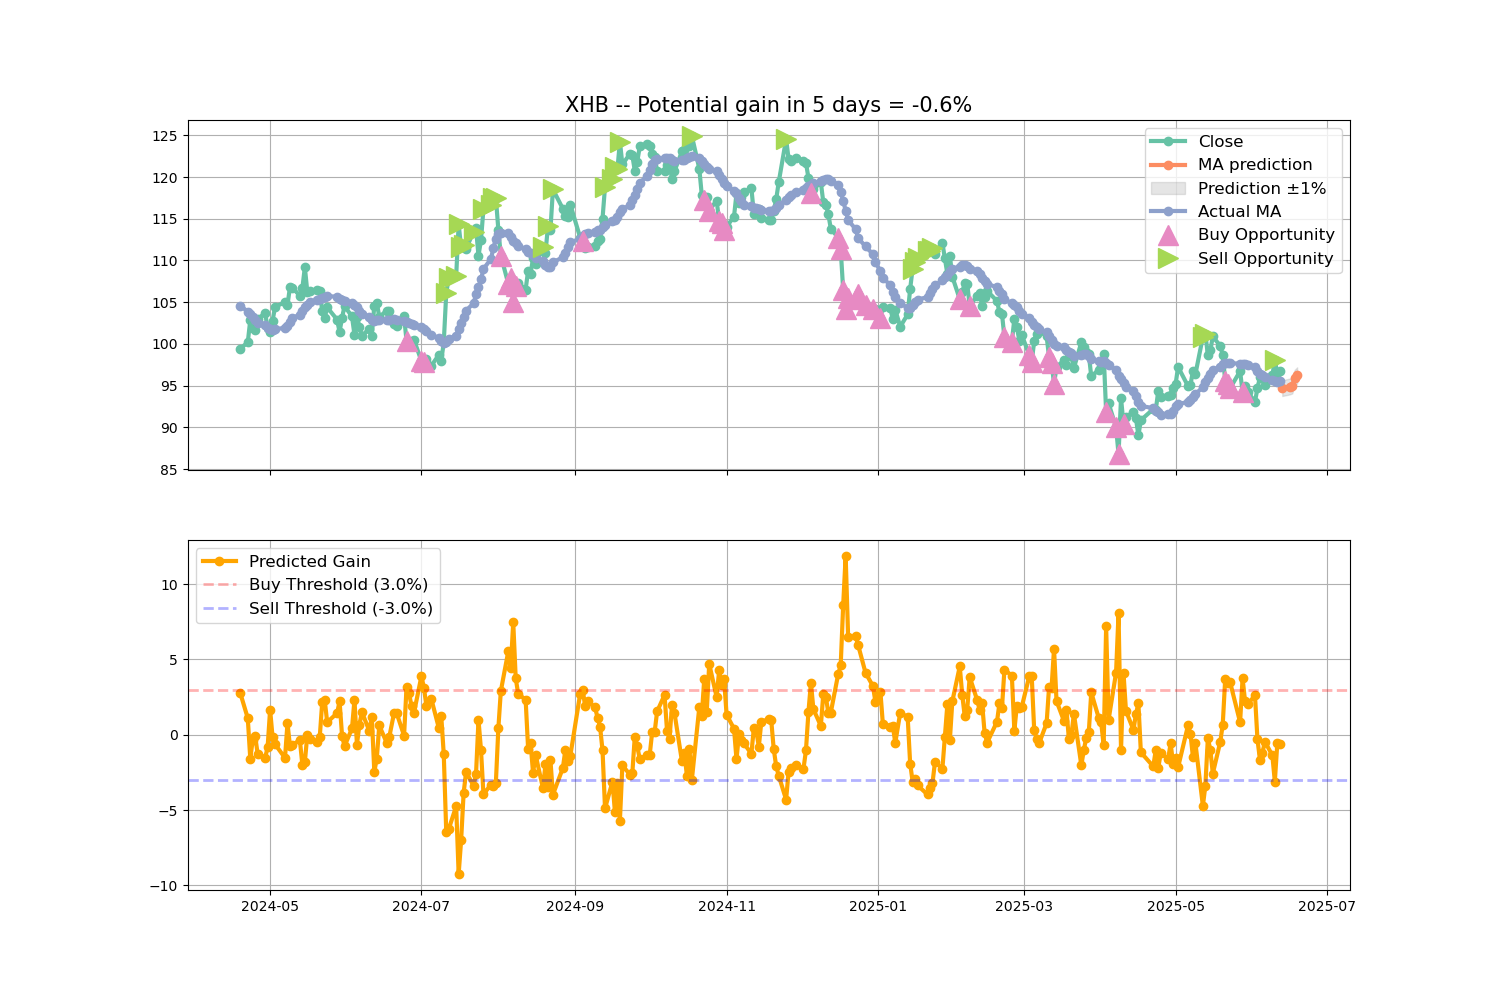 XHB -- Potential gain in 5 days = -0.6%
125
120
115
110
105
100
95
90
85
Close
MA prediction
Prediction ±1%
Actual MA
Buy Opportunity
Sell Opportunity
10
5
0
−5
−10
Predicted Gain
Buy Threshold (3.0%)
Sell Threshold (-3.0%)
2024-05 2024-07 2024-09 2024-11 2025-01 2025-03 2025-05 2025-07